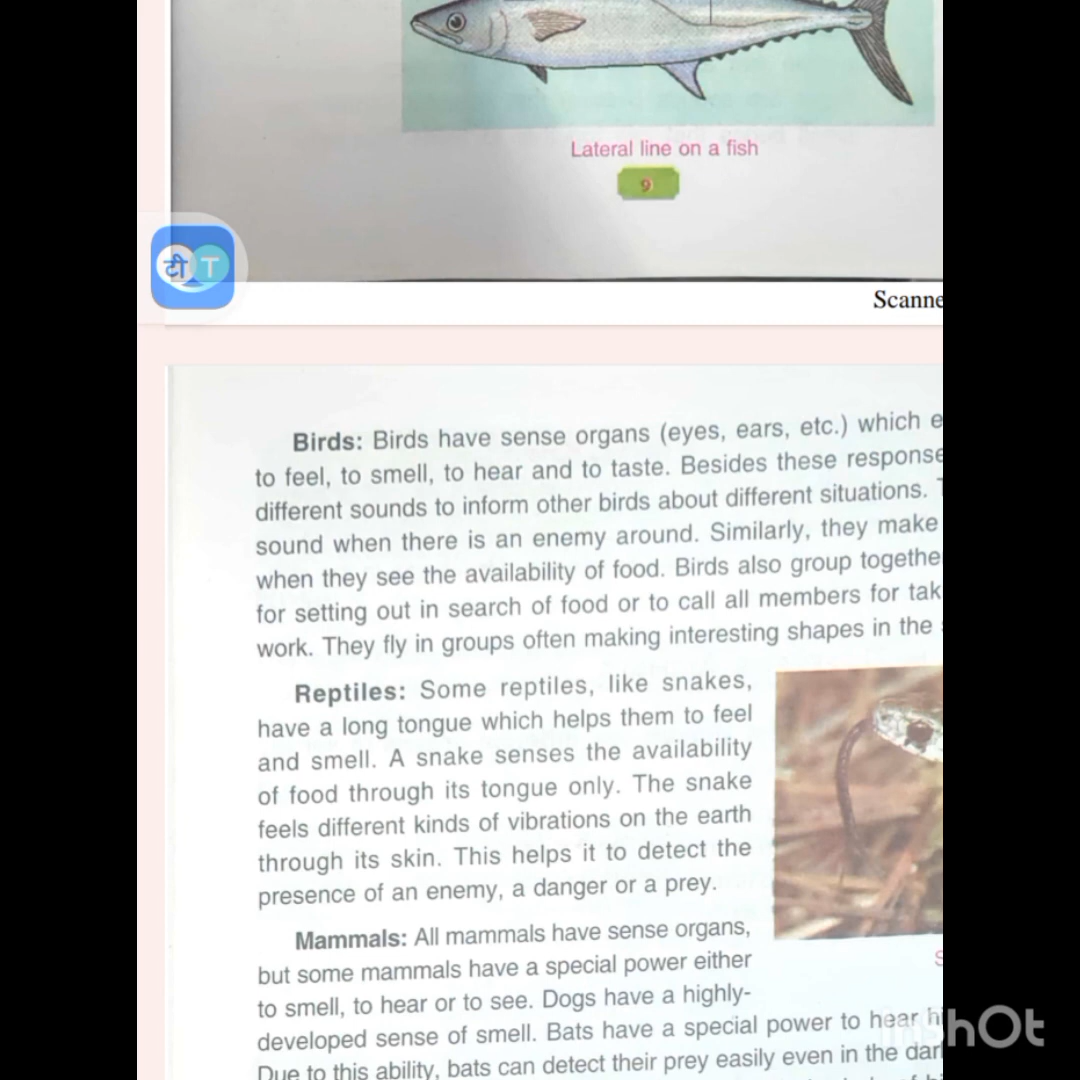 Lateral line on a fish
9
टी T
Scanne
Birds: Birds have sense organs (eyes, ears, etc.) which e
to feel, to smell, to hear and to taste. Besides these response
different sounds to inform other birds about different situations.
sound when there is an enemy around. Similarly, they make
when they see the availability of food. Birds also group togethe
for setting out in search of food or to call all members for tak
work. They fly in groups often making interesting shapes in the
Reptiles: Some reptiles, like snakes,
have a long tongue which helps them to feel
and smell. A snake senses the availability
of food through its tongue only. The snake
feels different kinds of vibrations on the earth
through its skin. This helps it to detect the
presence of an enemy, a danger or a prey.
Mammals: All mammals have sense organs,
but some mammals have a special power either
to smell, to hear or to see. Dogs have a highly-
developed sense of smell. Bats have a special power to hear hi
Due to this ability, bats can detect their prey easily even in the dar
InShOt